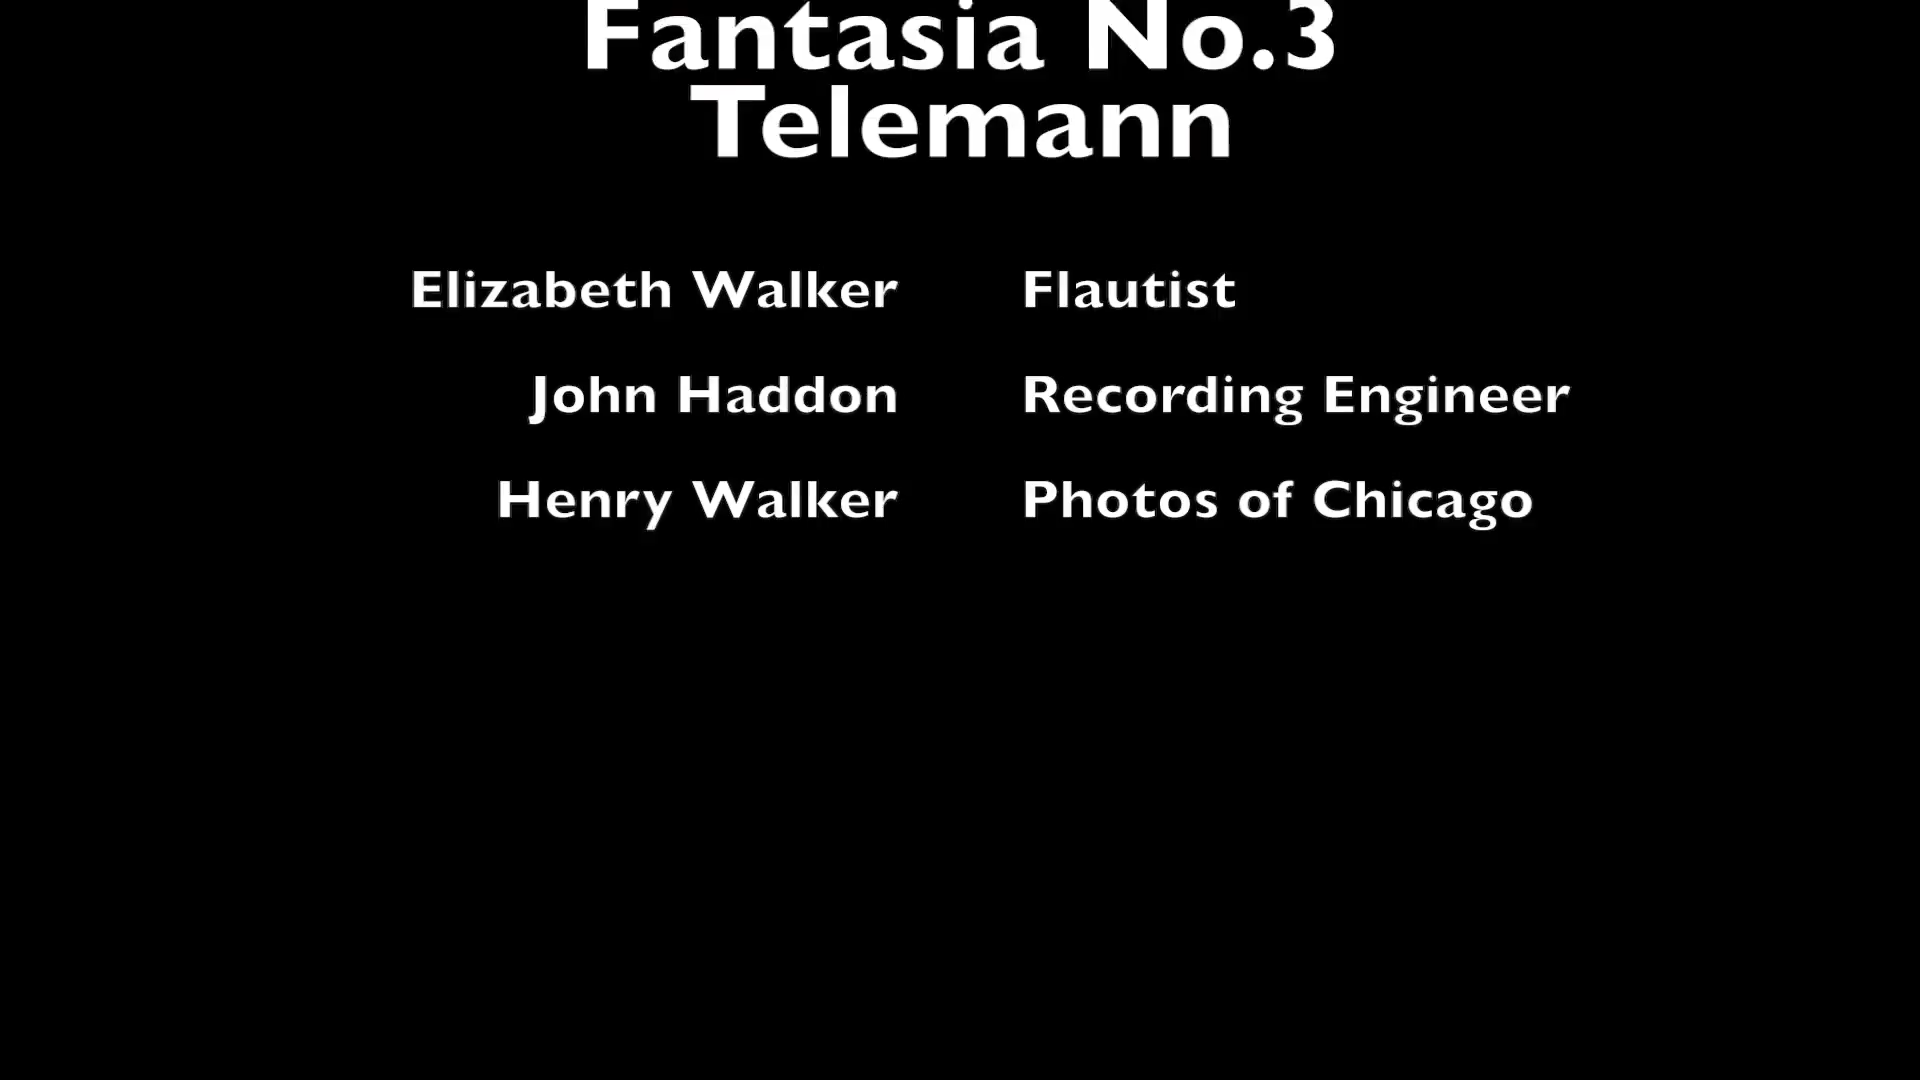 Fantasia No.3
Telemann
Elizabeth Walker Flautist
John Haddon Recording Engineer
Henry Walker Photos of Chicago